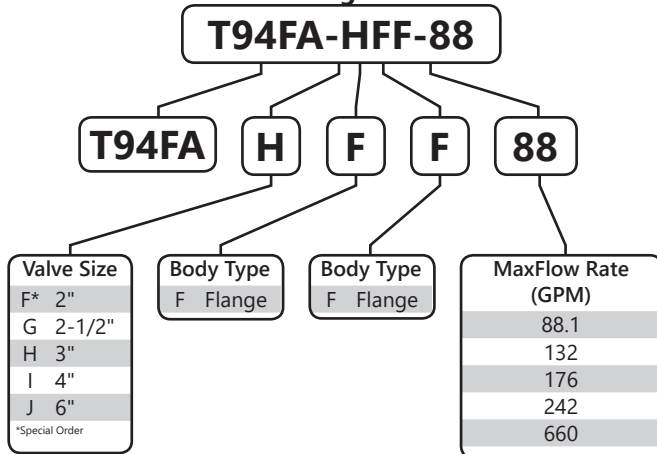 T94FA-HFF-88
T94FA
H
F
F
88
Valve Size
F* 2"
G 2-1/2"
H 3"
I 4"
J 6"
*Special Order
Body Type
F Flange
Body Type
F Flange
MaxFlow Rate
(GPM)
88.1
132
176
242
660